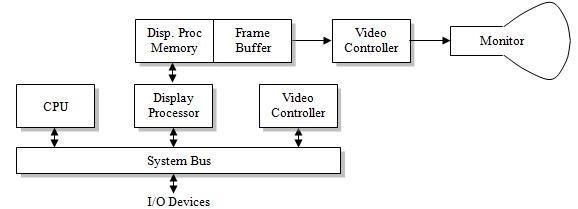 Disp. Proc
Memory
Frame
Buffer
Video
Controller
Monitor
CPU
Display
Processor
Video
Controller
System Bus
I/O Devices